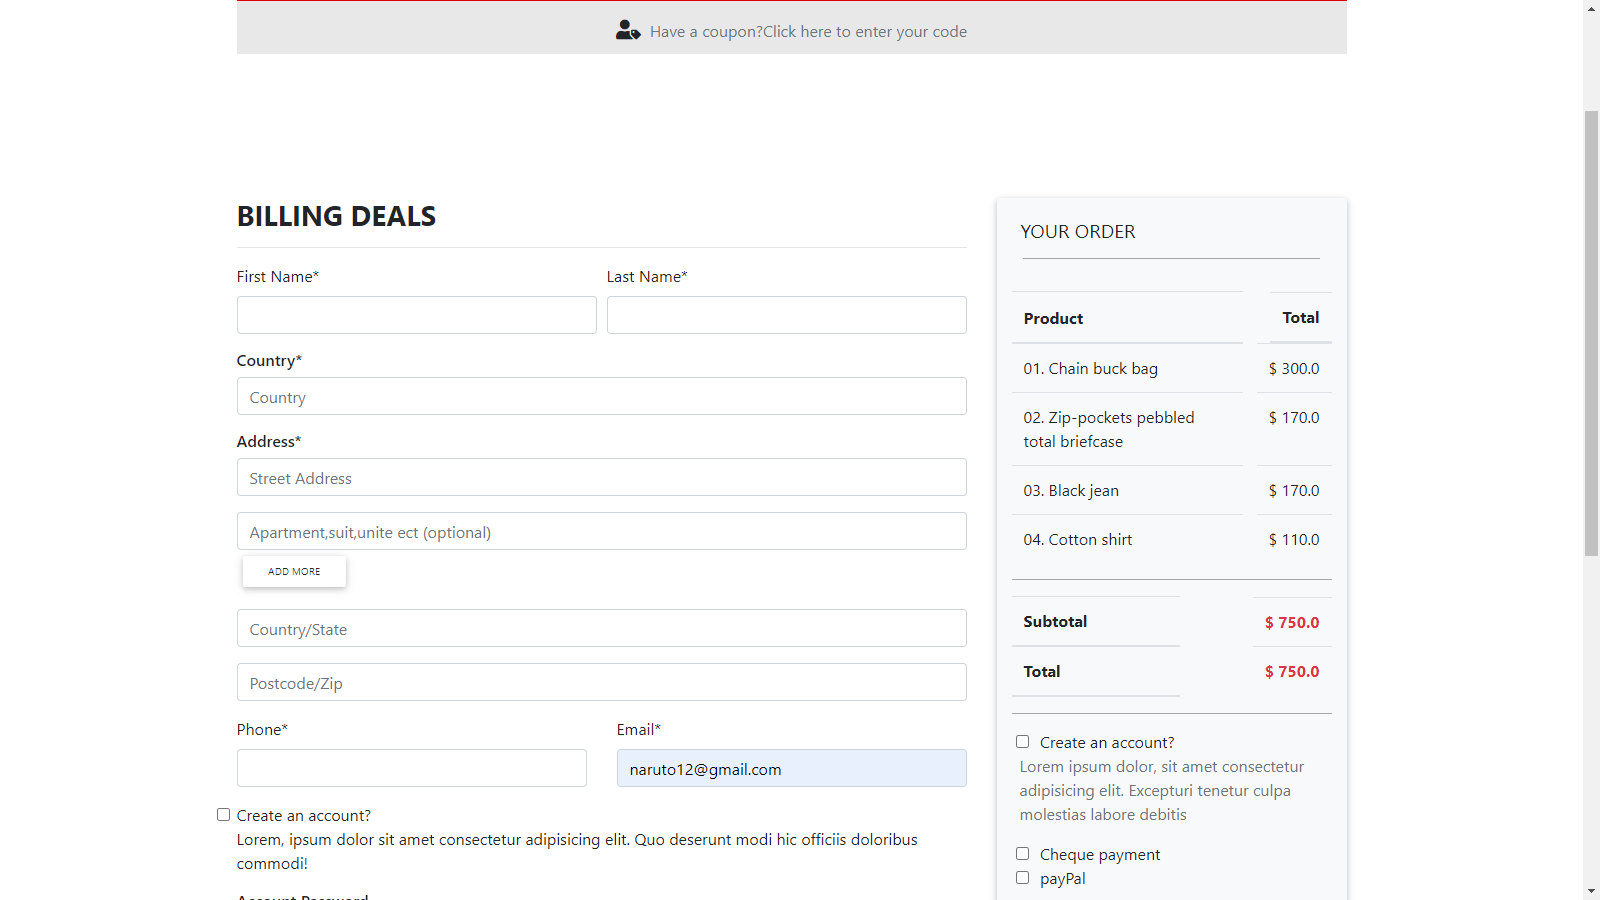 Have a coupon?Click here to enter your code
BILLING DEALS
First Name*
Last Name*
Country*
Country
Address*
Street Address
Apartment,suit,unite ect (optional)
ADD MORE
Country/State
Postcode/Zip
Phone*
Email*
naruto12@gmail.com
Create an account?
Lorem, ipsum dolor sit amet consectetur adipisicing elit. Quo deserunt modi hic officiis doloribus
commodi!
Account Password
YOUR ORDER
Product Total
01. Chain buck bag $ 300.0
02. Zip-pockets pebbled $ 170.0
total briefcase
03. Black jean $ 170.0
04. Cotton shirt $ 110.0
Subtotal $ 750.0
Total $ 750.0
Create an account?
Lorem ipsum dolor, sit amet consectetur
adipisicing elit. Excepturi tenetur culpa
molestias labore debitis
Cheque payment
payPal